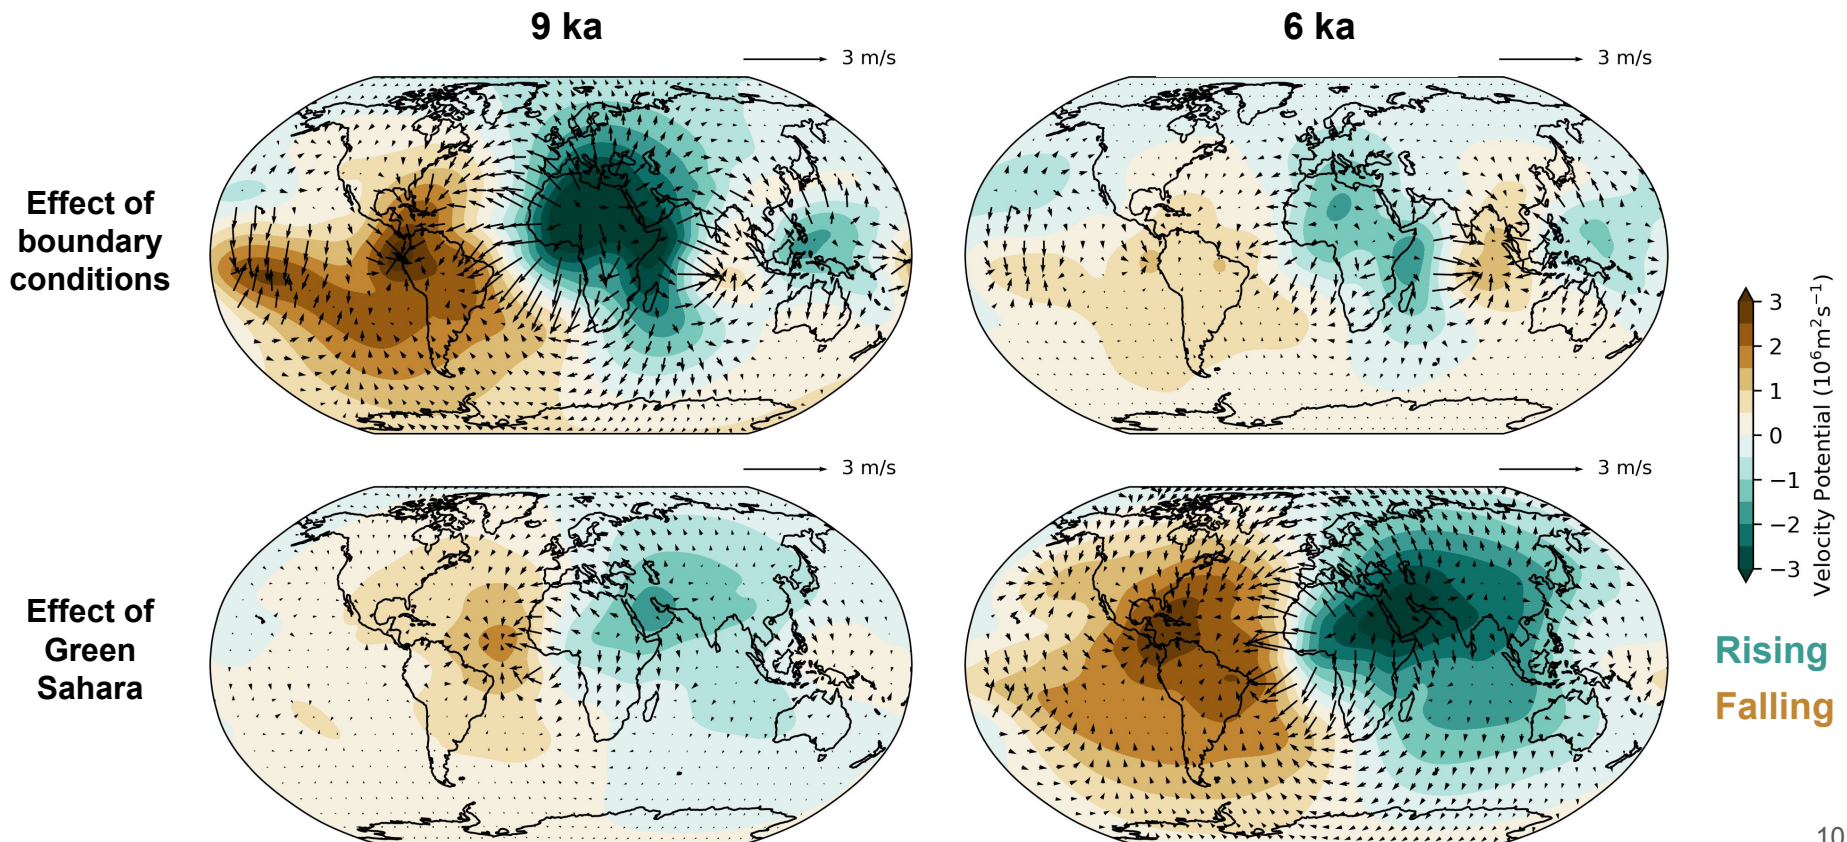 9 ka
6 ka
3 m/s
3 m/s
Effect of
boundary
conditions
3 m/s
3 m/s
Effect of
Green
Sahara
3
2
1
0
−1
−2
−3
Velocity Potential (10⁶m²s⁻¹)
Rising
Falling
10